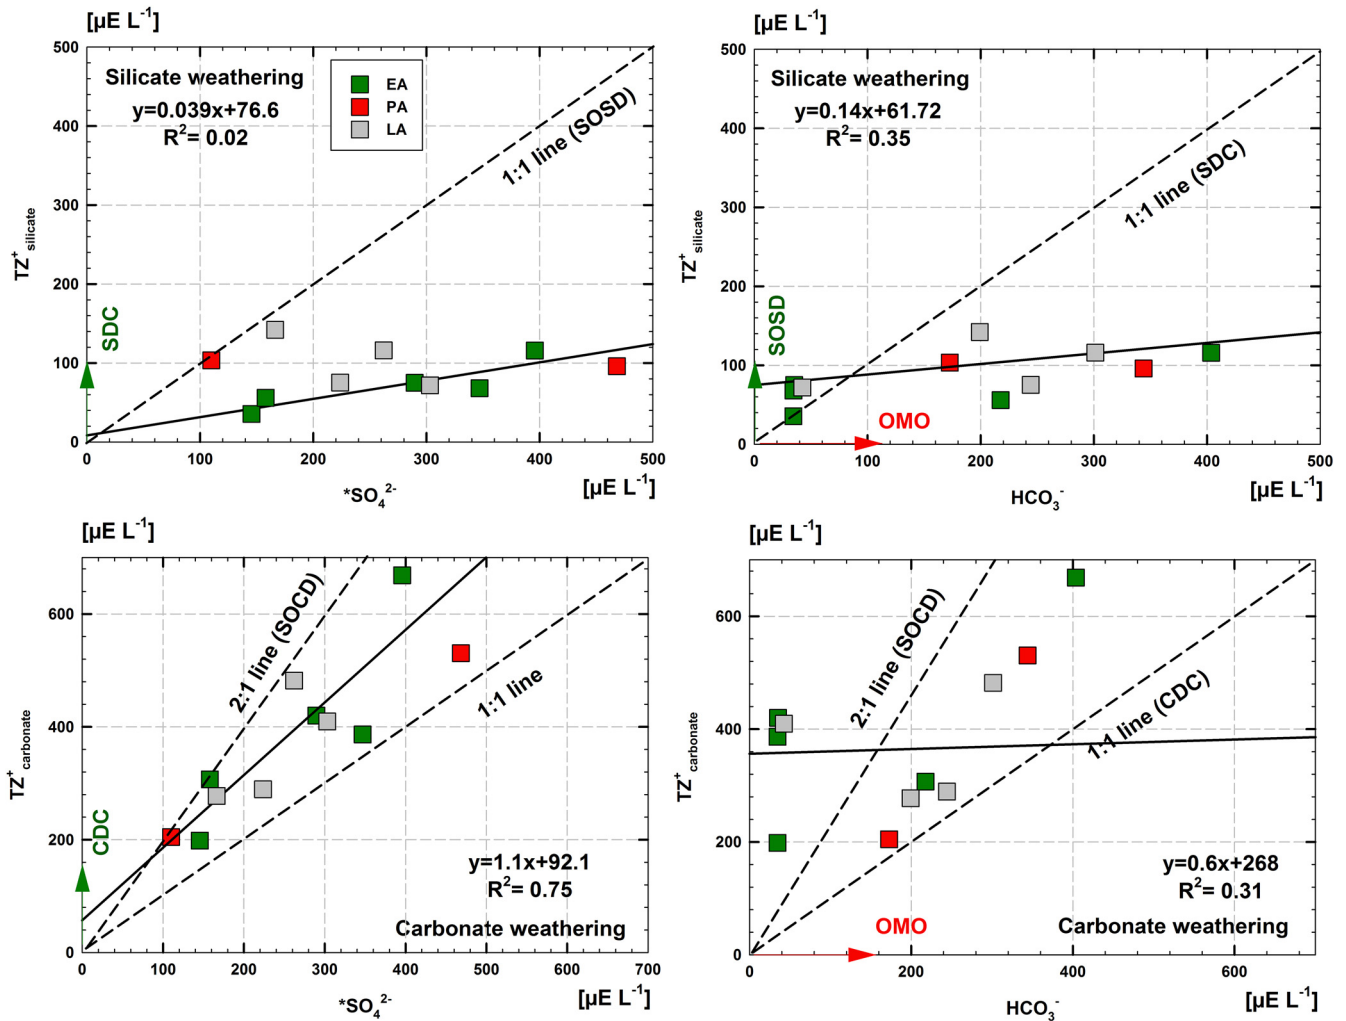 [µE L⁻¹]
500
400
300
200
100
0
Silicate weathering
y=0.039x+76.6
R²= 0.02
EA
PA
LA
1:1 line (SOSD)
SDC
TZ⁺silicate
0
100
200
300
400
500
*SO₄²⁻
[µE L⁻¹]
[µE L⁻¹]
500
400
300
200
100
0
Silicate weathering
y=0.14x+61.72
R²= 0.35
1:1 line (SDC)
SOSD
OMO
TZ⁺silicate
0
100
200
300
400
500
HCO₃⁻
[µE L⁻¹]
[µE L⁻¹]
600
400
200
0
2:1 line (SOCD)
1:1 line
CDC
TZ⁺carbonate
y=1.1x+92.1
R²= 0.75
Carbonate weathering
0
100
200
300
400
500
600
700
*SO₄²⁻
[µE L⁻¹]
[µE L⁻¹]
600
400
200
0
2:1 line (SOCD)
1:1 line (CDC)
TZ⁺carbonate
y=0.6x+268
R²= 0.31
OMO
Carbonate weathering
0
200
400
600
HCO₃⁻
[µE L⁻¹]